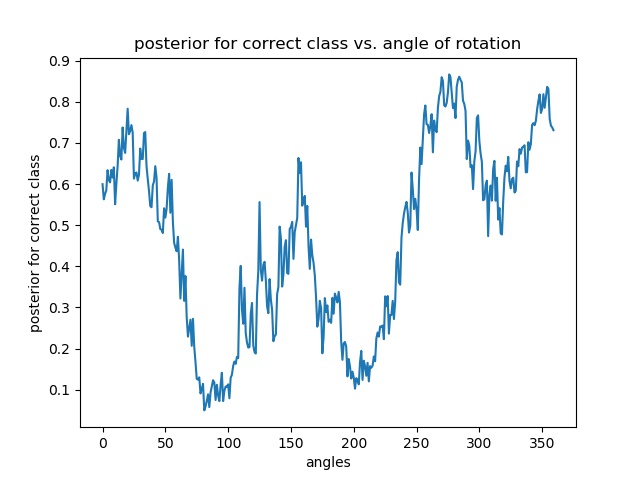 posterior for correct class vs. angle of rotation
posterior for correct class
0.9
0.8
0.7
0.6
0.5
0.4
0.3
0.2
0.1
0 50 100 150 200 250 300 350
angles